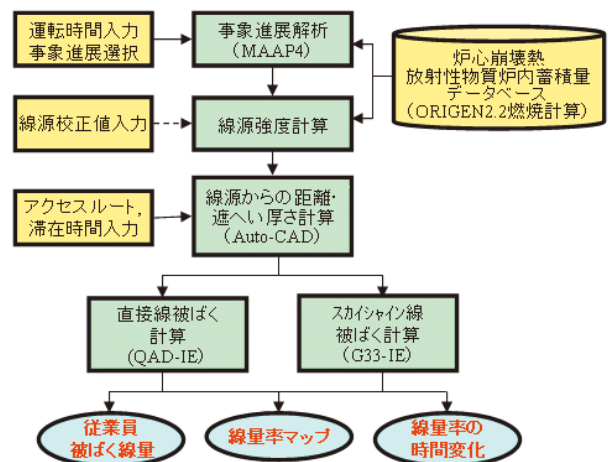 運転時間入力
事象進展選択
事象進展解析
(MAAP4)
炉心崩壊熱
放射性物質炉内蓄積量
データベース
(ORIGEN2.2燃焼計算)
線源校正値入力
線源強度計算
アクセスルート,
滞在時間入力
線源からの距離・
遮へい厚さ計算
(Auto-CAD)
直接線被ばく
計算
(QAD-IE)
スカイシャイン線
被ばく計算
(G33-IE)
従業員
被ばく線量
線量率マップ
線量率の
時間変化